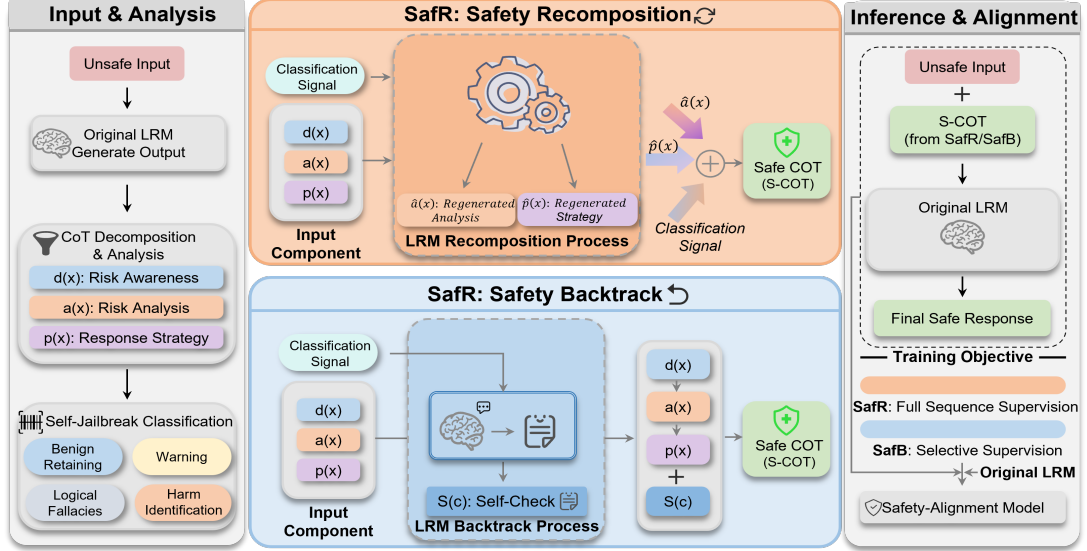 Input & Analysis
Unsafe Input
Original LRM
Generate Output
CoT Decomposition
& Analysis
d(x): Risk Awareness
a(x): Risk Analysis
p(x): Response Strategy
Self-Jailbreak Classification
Benign
Retaining
Warning
Logical
Fallacies
Harm
Identification
SafR: Safety Recomposition
Classification
Signal
d(x)
a(x)
p(x)
Input
Component
â(x): Regenerated
Analysis
p̂(x): Regenerated
Strategy
LRM Recomposition Process
â(x)
p̂(x)
+
Classification
Signal
Safe COT
(S-COT)
SafR: Safety Backtrack
Classification
Signal
d(x)
a(x)
p(x)
Input
Component
S(c): Self-Check
LRM Backtrack Process
d(x)
a(x)
p(x)
+
S(c)
Safe COT
(S-COT)
Inference & Alignment
Unsafe Input
+
S-COT
(from SafR/SafB)
Original LRM
Final Safe Response
Training Objective
SafR: Full Sequence Supervision
SafB: Selective Supervision
Original LRM
Safety-Alignment Model